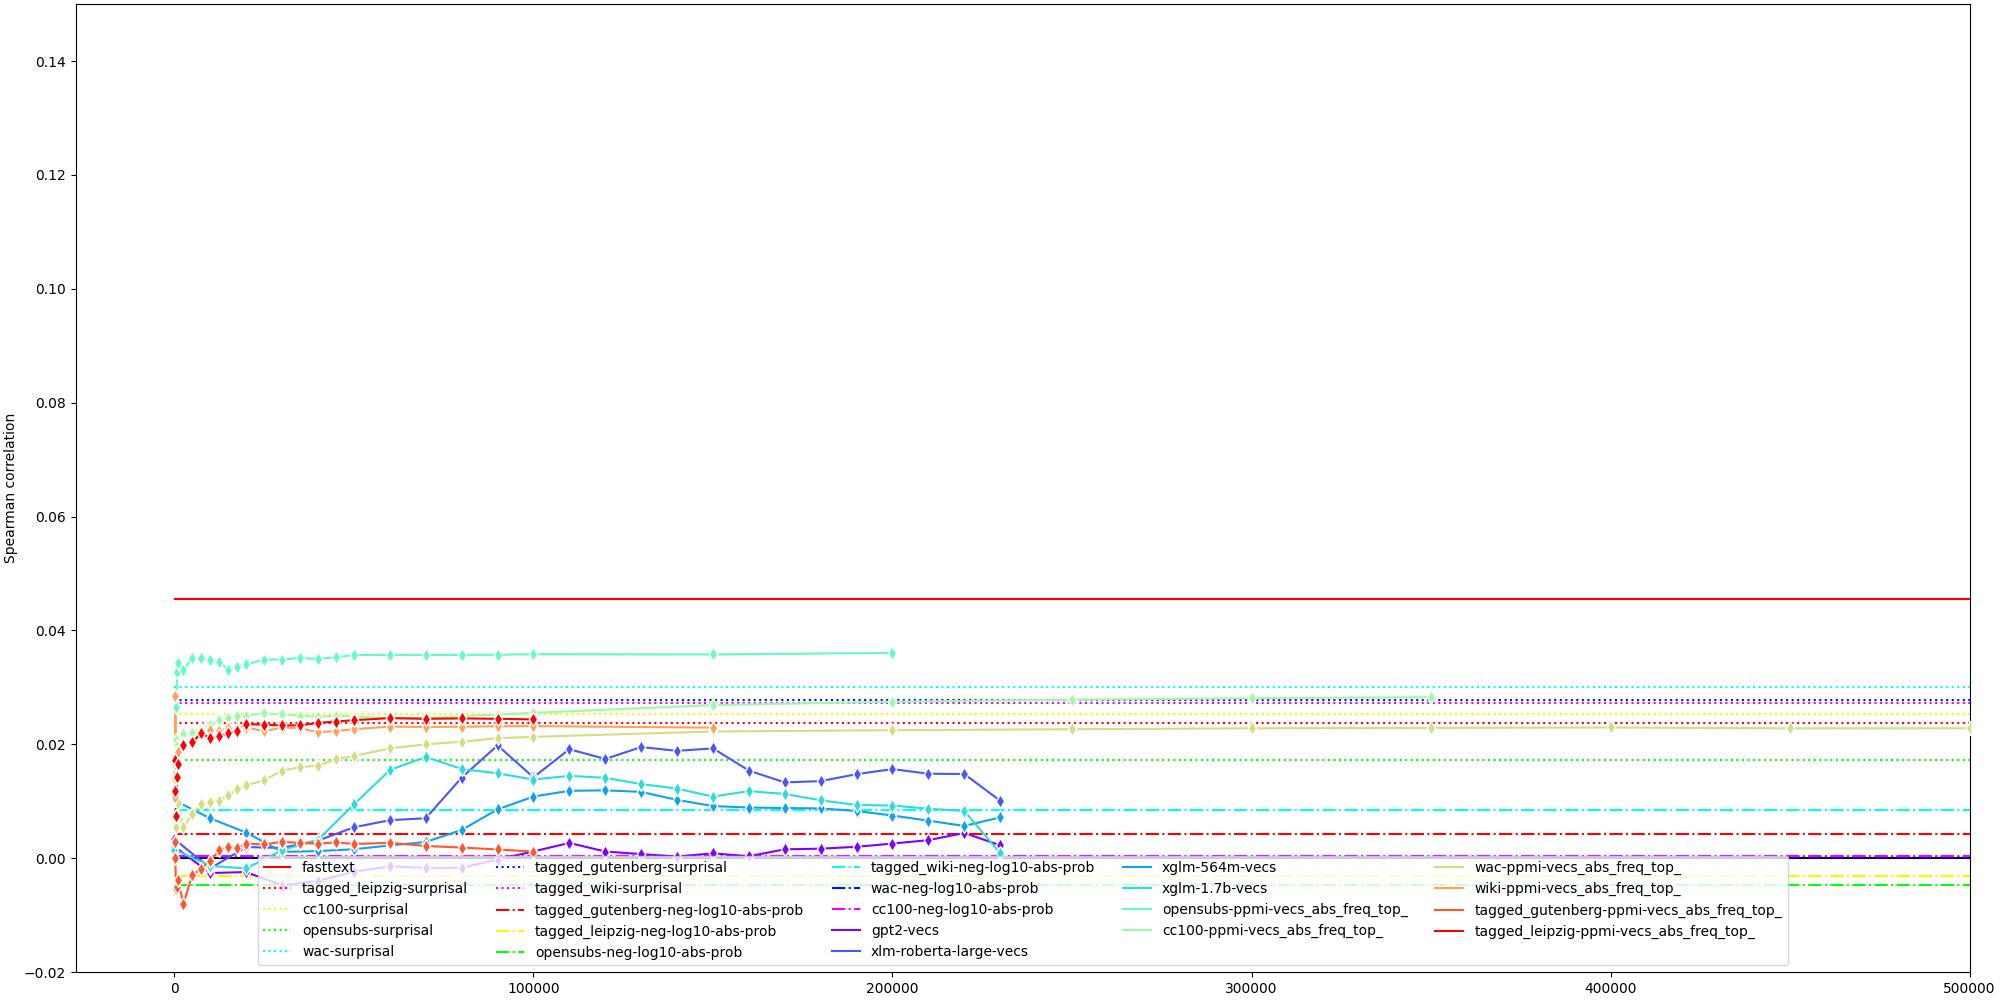 0.14
0.12
0.10
0.08
0.06
0.04
0.02
0.00
−0.02
Spearman correlation
0
100000
200000
300000
400000
500000
fasttext
tagged_leipzig-surprisal
cc100-surprisal
opensubs-surprisal
wac-surprisal
tagged_gutenberg-surprisal
tagged_wiki-surprisal
tagged_gutenberg-neg-log10-abs-prob
tagged_leipzig-neg-log10-abs-prob
opensubs-neg-log10-abs-prob
tagged_wiki-neg-log10-abs-prob
wac-neg-log10-abs-prob
cc100-neg-log10-abs-prob
gpt2-vecs
xlm-roberta-large-vecs
xglm-564m-vecs
xglm-1.7b-vecs
opensubs-ppmi-vecs_abs_freq_top_
cc100-ppmi-vecs_abs_freq_top_
wac-ppmi-vecs_abs_freq_top_
wiki-ppmi-vecs_abs_freq_top_
tagged_gutenberg-ppmi-vecs_abs_freq_top_
tagged_leipzig-ppmi-vecs_abs_freq_top_